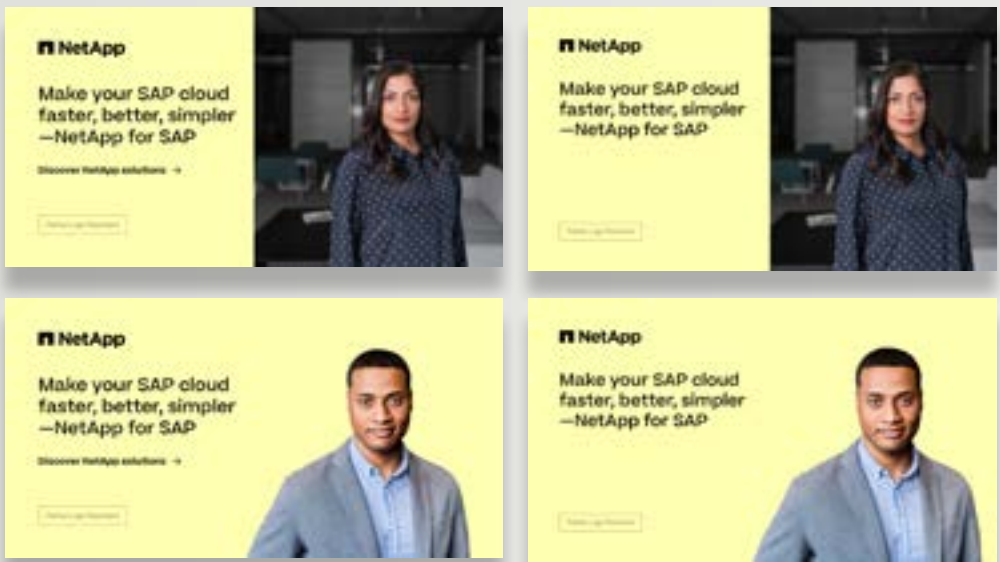 NetApp
Make your SAP cloud
faster, better, simpler
—NetApp for SAP
Discover NetApp solutions →
NetApp
Make your SAP cloud
faster, better, simpler
—NetApp for SAP
NetApp
Make your SAP cloud
faster, better, simpler
—NetApp for SAP
Discover NetApp solutions →
NetApp
Make your SAP cloud
faster, better, simpler
—NetApp for SAP